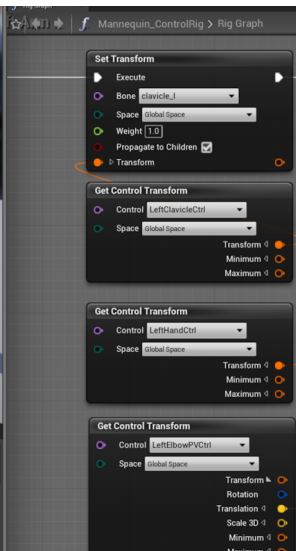 Mannequin_ControlRig > Rig Graph
Set Transform
Execute
Bone clavicle_l
Space Global Space
Weight 1.0
Propagate to Children
Transform
Get Control Transform
Control LeftClavicleCtrl
Space Global Space
Transform
Minimum
Maximum
Get Control Transform
Control LeftHandCtrl
Space Global Space
Transform
Minimum
Maximum
Get Control Transform
Control LeftElbowPVCtrl
Space Global Space
Transform
Rotation
Translation
Scale 3D
Minimum
Maximum